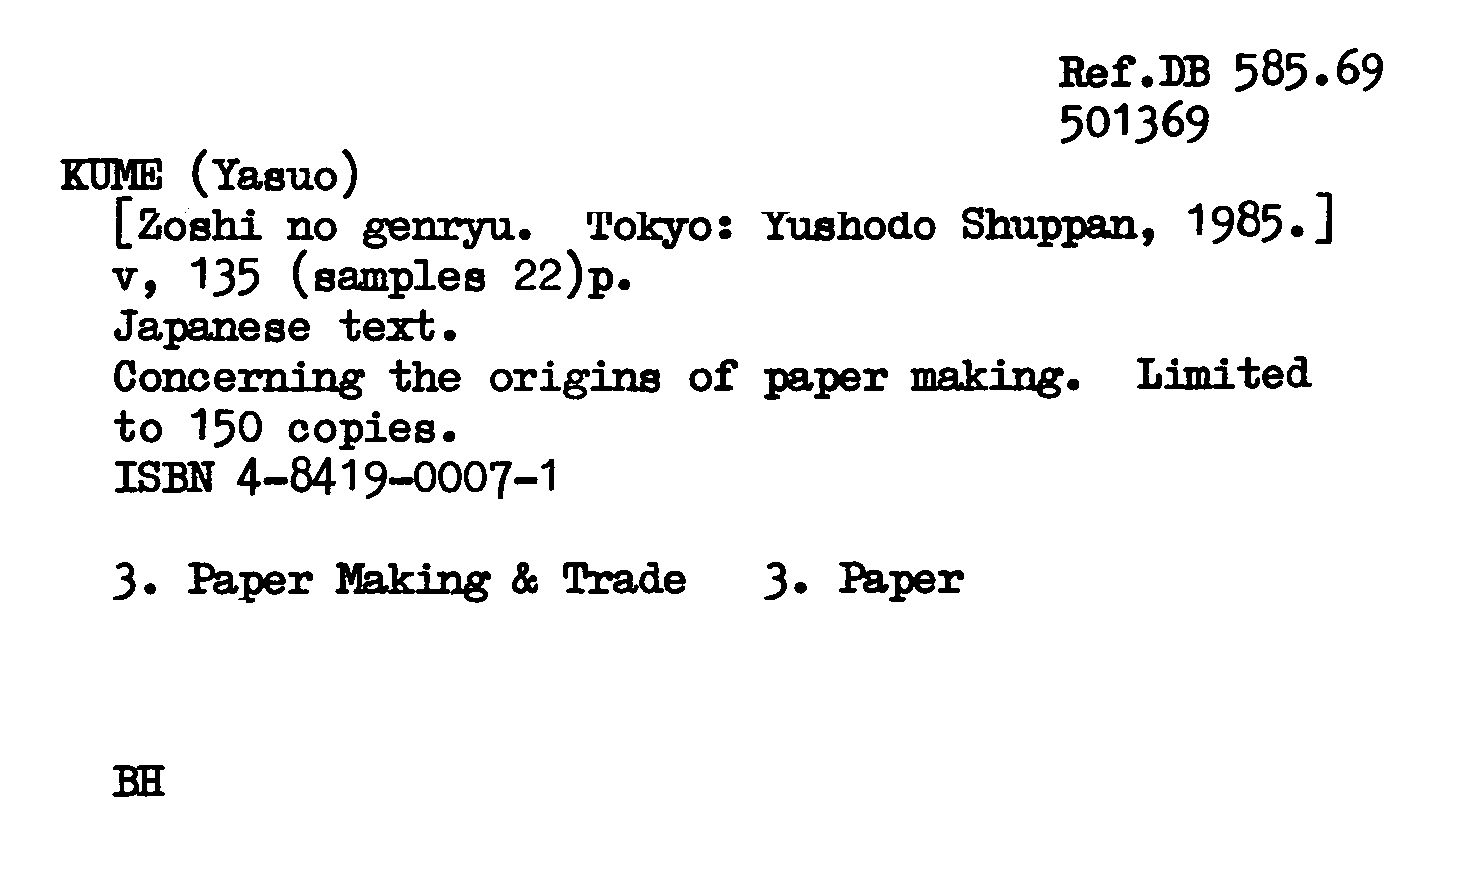 Ref.DB 585.69
501369
KUME (Yasuo)
[Zoshi no genryu. Tokyo: Yushodo Shuppan, 1985.]
v, 135 (samples 22)p.
Japanese text.
Concerning the origins of paper making. Limited
to 150 copies.
ISBN 4-8419-0007-1
3. Paper Making & Trade 3. Paper
BH